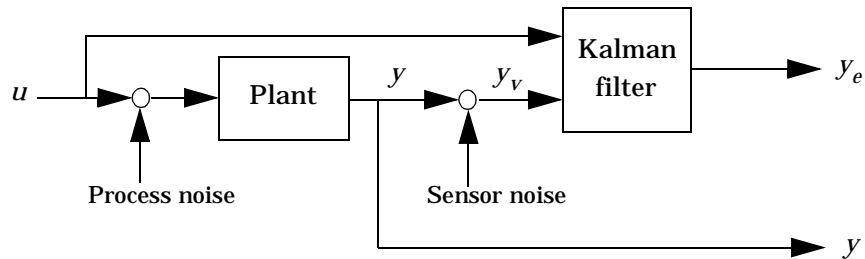 Kalman
filter
y_e
u
Plant
y
y_v
Process noise
Sensor noise
y